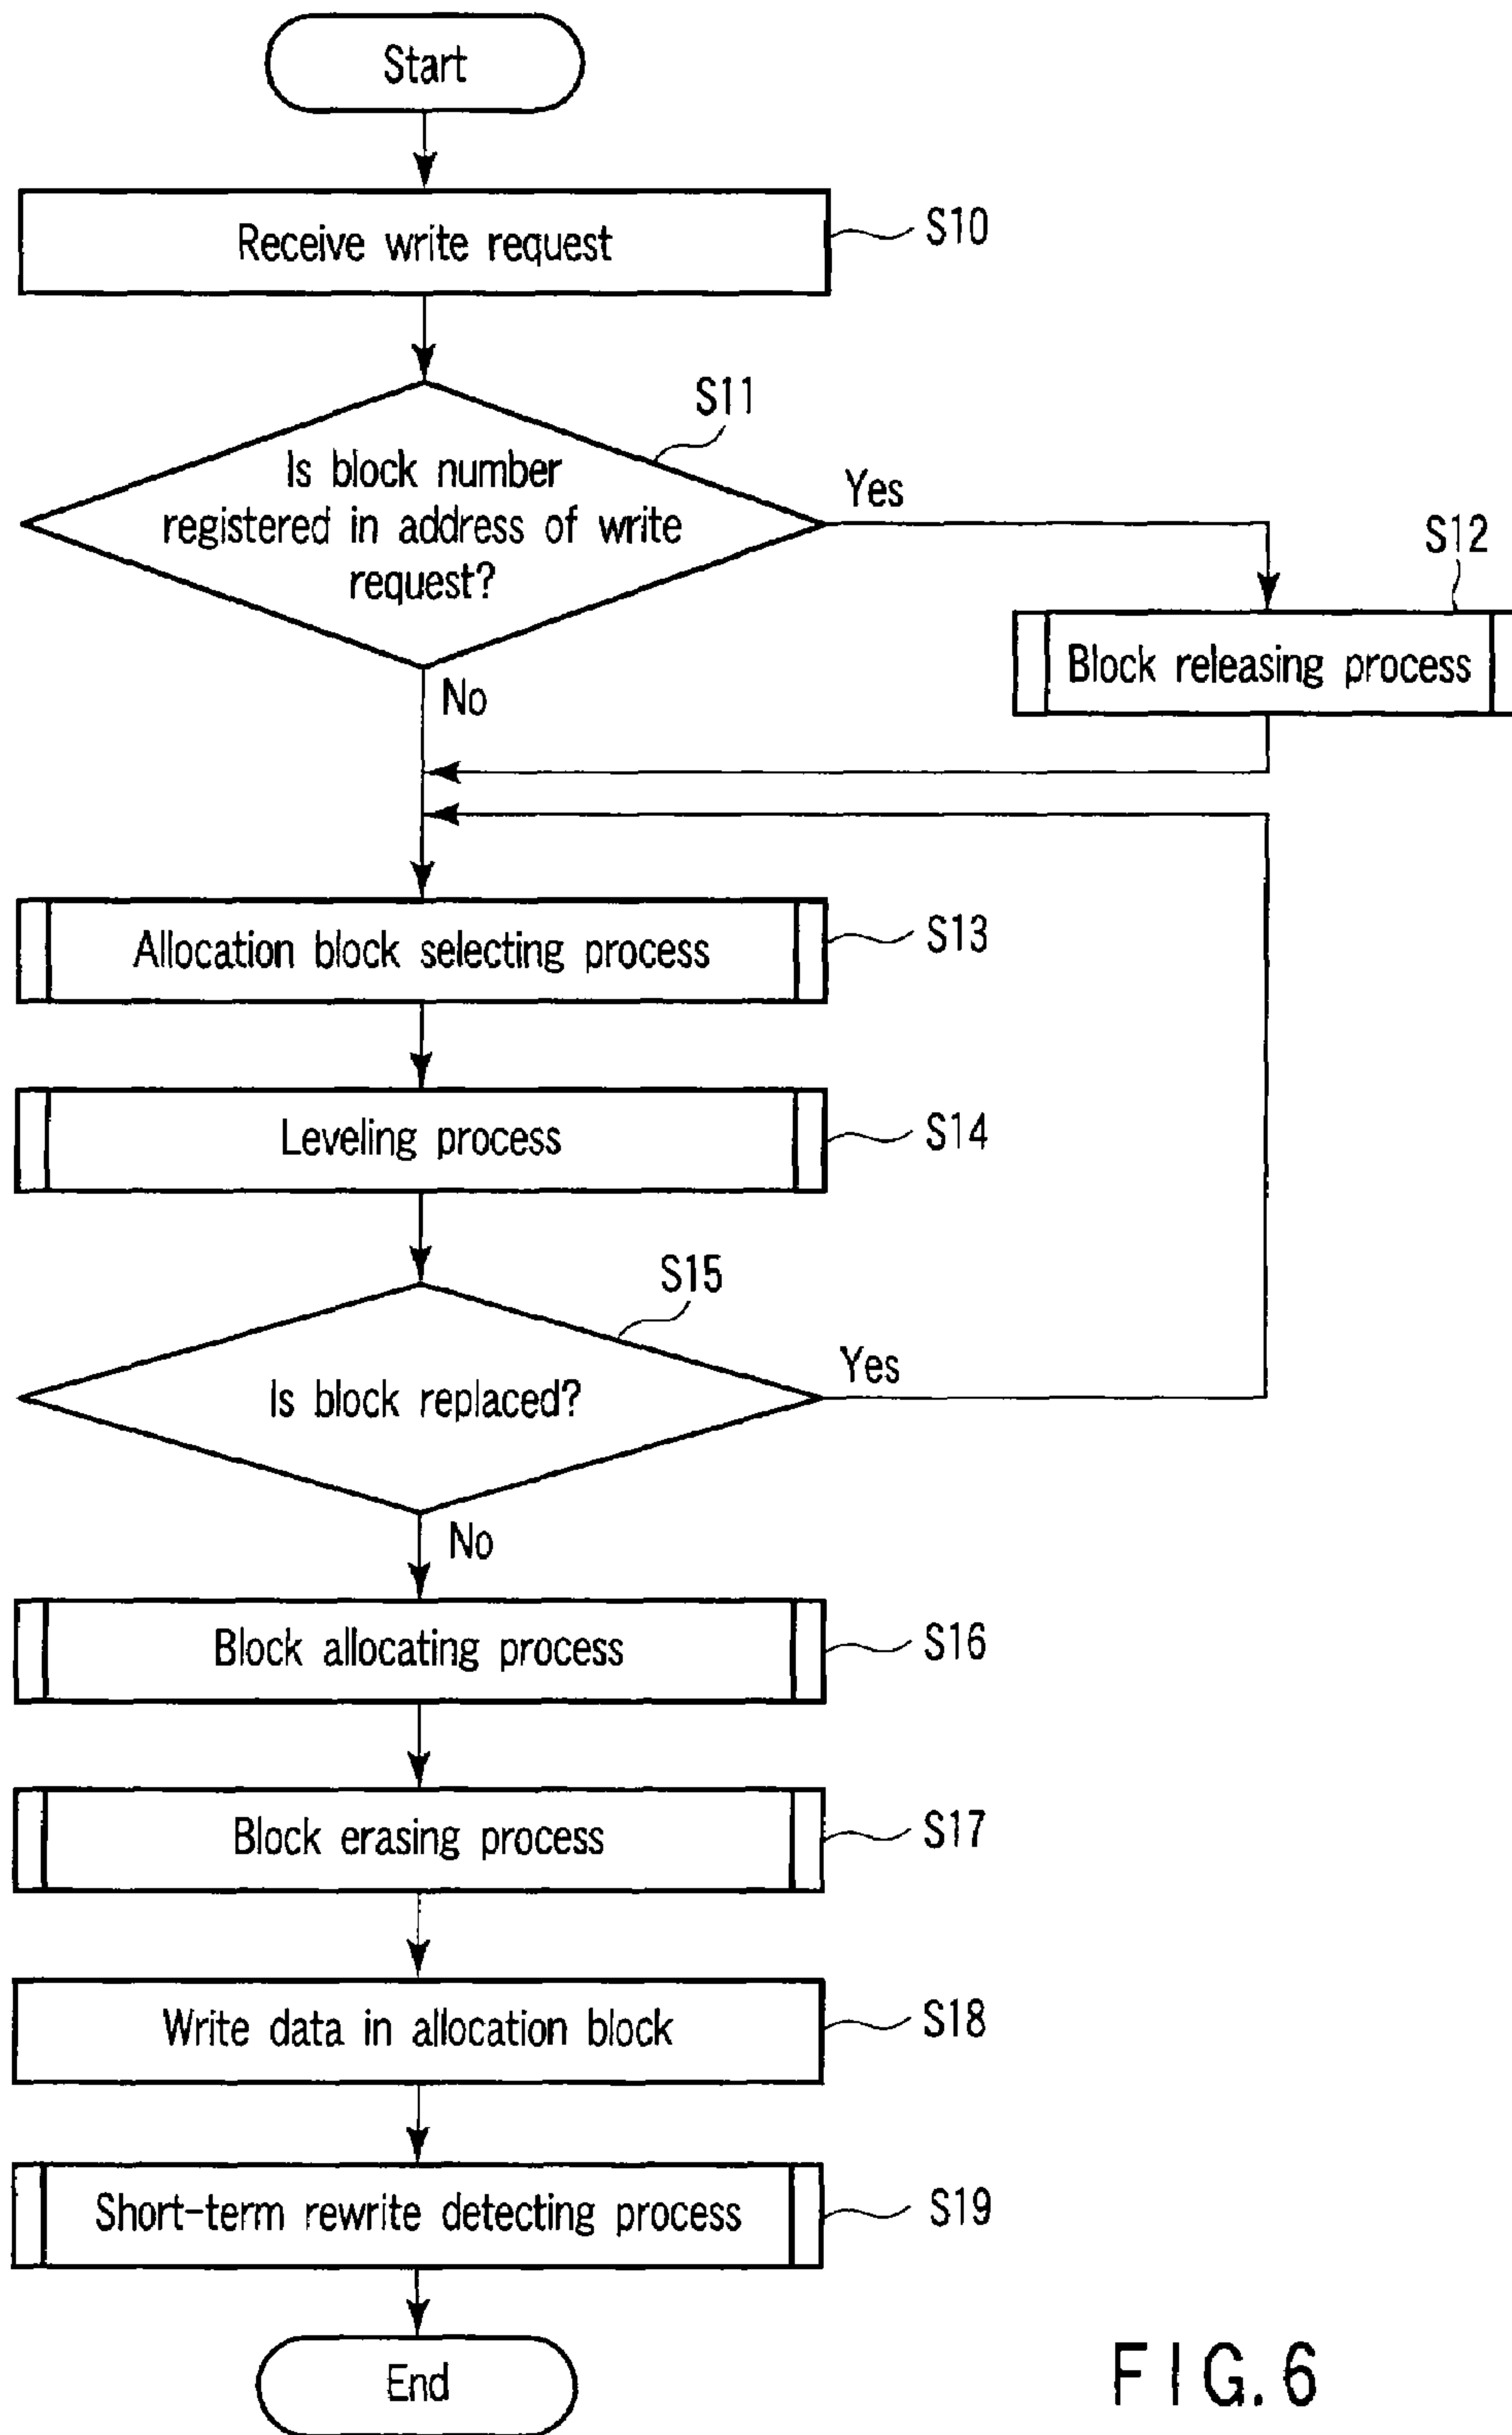 Start
Receive write request
S10
S11
Is block number
registered in address of write
request?
Yes
S12
Block releasing process
No
Allocation block selecting process
S13
Leveling process
S14
S15
Is block replaced?
Yes
No
Block allocating process
S16
Block erasing process
S17
Write data in allocation block
S18
Short-term rewrite detecting process
S19
End
FIG. 6